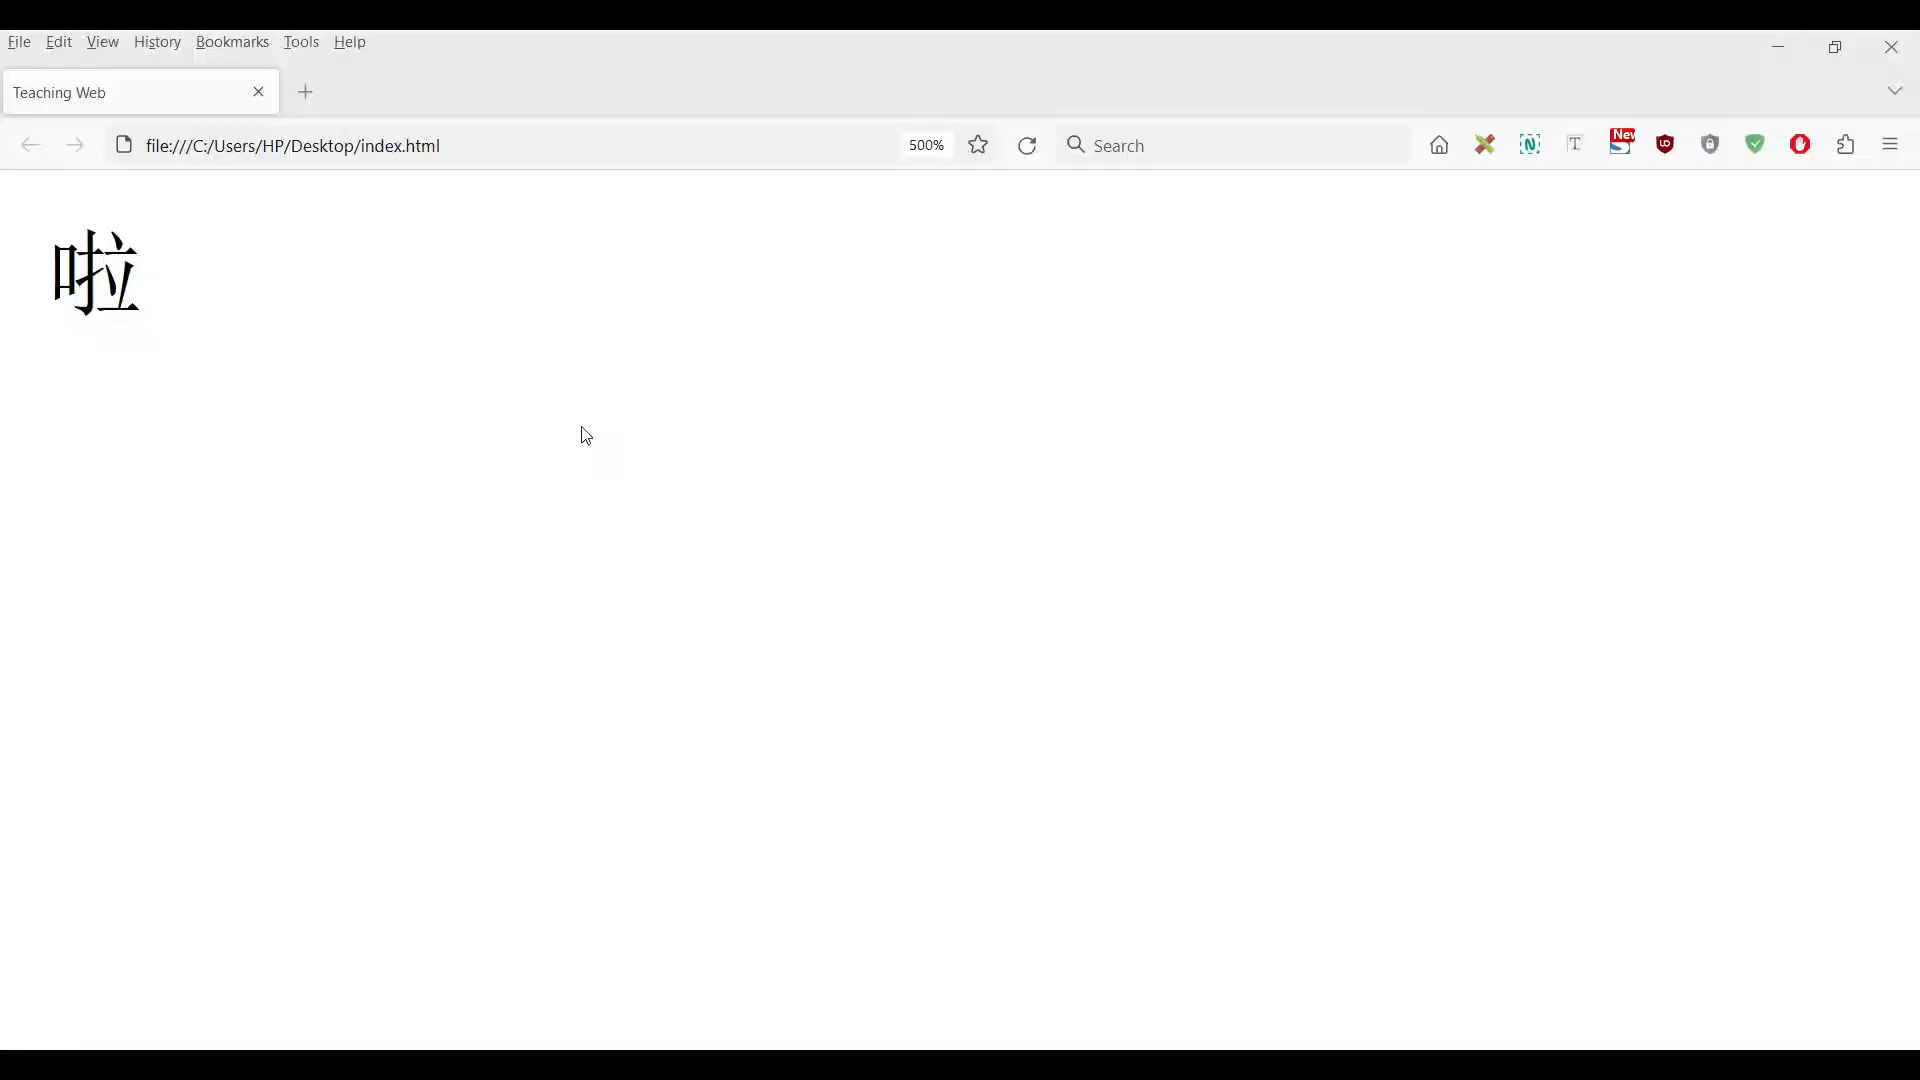 File Edit View History Bookmarks Tools Help
Teaching Web
file:///C:/Users/HP/Desktop/index.html 500% Search New
啦